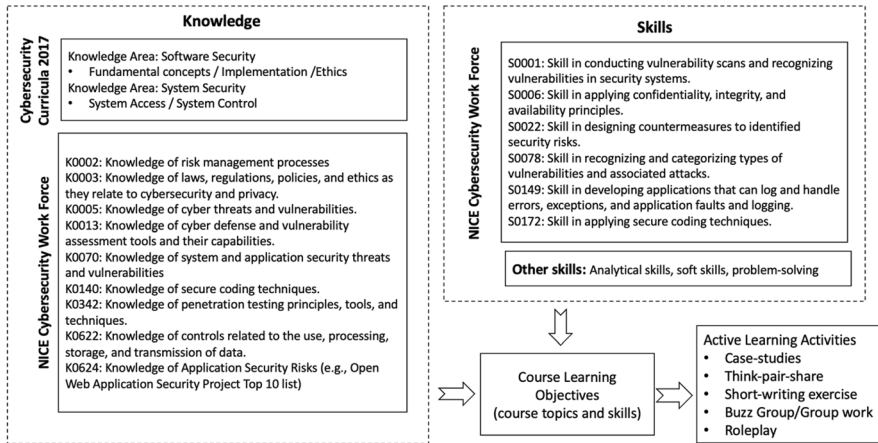 Knowledge
Cybersecurity
Curricula 2017
Knowledge Area: Software Security
• Fundamental concepts / Implementation /Ethics
Knowledge Area: System Security
• System Access / System Control
NICE Cybersecurity Work Force
K0002: Knowledge of risk management processes
K0003: Knowledge of laws, regulations, policies, and ethics as
they relate to cybersecurity and privacy.
K0005: Knowledge of cyber threats and vulnerabilities.
K0013: Knowledge of cyber defense and vulnerability
assessment tools and their capabilities.
K0070: Knowledge of system and application security threats
and vulnerabilities
K0140: Knowledge of secure coding techniques.
K0342: Knowledge of penetration testing principles, tools, and
techniques.
K0622: Knowledge of controls related to the use, processing,
storage, and transmission of data.
K0624: Knowledge of Application Security Risks (e.g., Open
Web Application Security Project Top 10 list)
Skills
NICE Cybersecurity Work Force
S0001: Skill in conducting vulnerability scans and recognizing
vulnerabilities in security systems.
S0006: Skill in applying confidentiality, integrity, and
availability principles.
S0022: Skill in designing countermeasures to identified
security risks.
S0078: Skill in recognizing and categorizing types of
vulnerabilities and associated attacks.
S0149: Skill in developing applications that can log and handle
errors, exceptions, and application faults and logging.
S0172: Skill in applying secure coding techniques.
Other skills: Analytical skills, soft skills, problem-solving
Course Learning
Objectives
(course topics and skills)
Active Learning Activities
• Case-studies
• Think-pair-share
• Short-writing exercise
• Buzz Group/Group work
• Roleplay